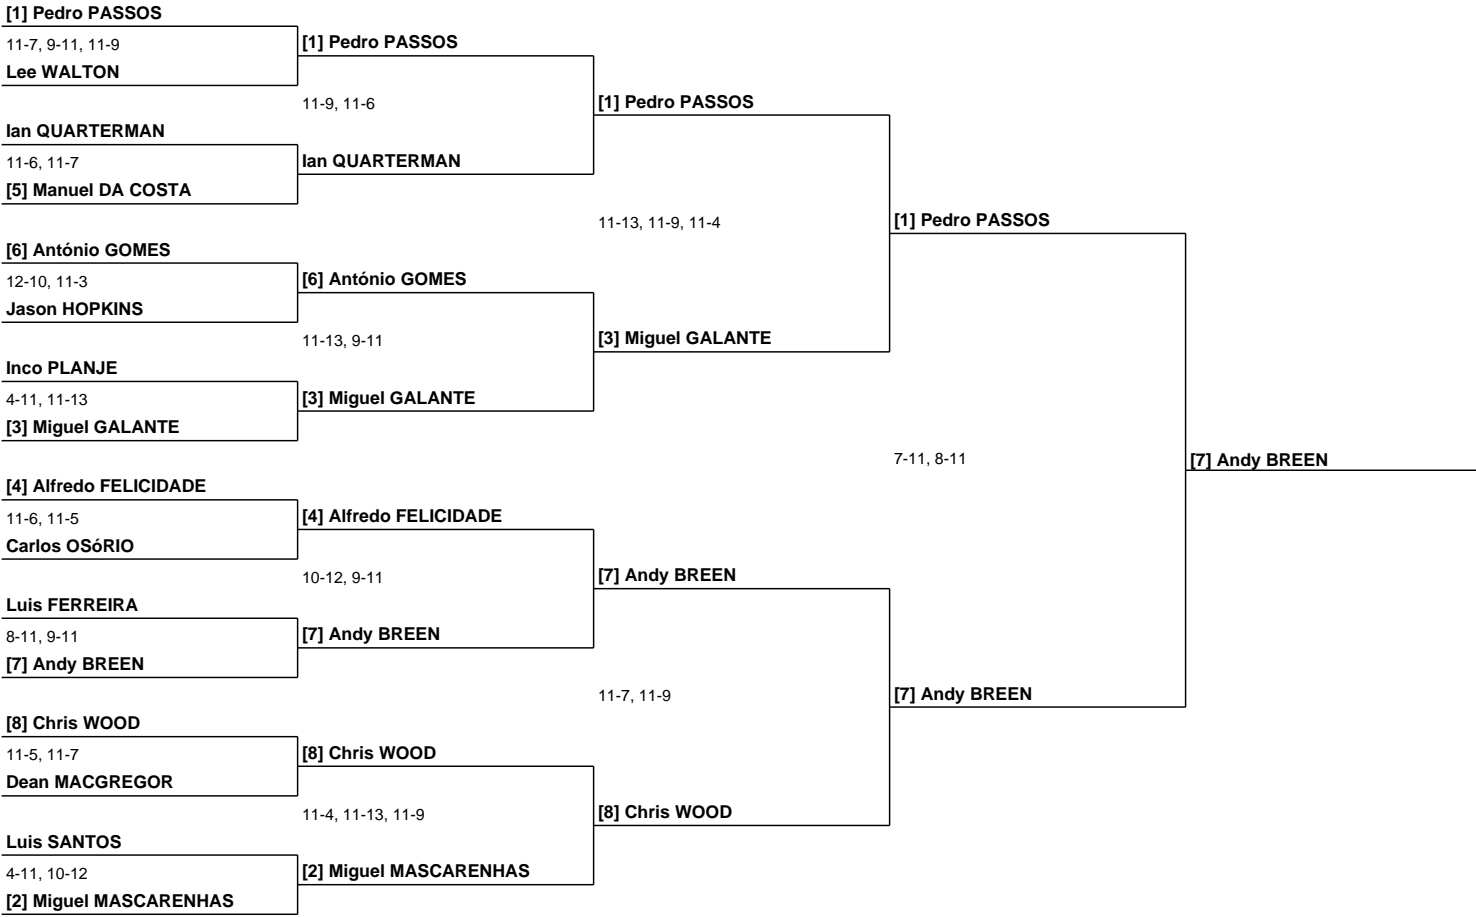 [1] Pedro PASSOS
11-7, 9-11, 11-9
Lee WALTON
Ian QUARTERMAN
11-6, 11-7
[5] Manuel DA COSTA
[6] António GOMES
12-10, 11-3
Jason HOPKINS
Inco PLANJE
4-11, 11-13
[3] Miguel GALANTE
[4] Alfredo FELICIDADE
11-6, 11-5
Carlos OSóRIO
Luis FERREIRA
8-11, 9-11
[7] Andy BREEN
[8] Chris WOOD
11-5, 11-7
Dean MACGREGOR
Luis SANTOS
4-11, 10-12
[2] Miguel MASCARENHAS
[1] Pedro PASSOS
11-9, 11-6
Ian QUARTERMAN
[6] António GOMES
11-13, 9-11
[3] Miguel GALANTE
[4] Alfredo FELICIDADE
10-12, 9-11
[7] Andy BREEN
[8] Chris WOOD
11-4, 11-13, 11-9
[2] Miguel MASCARENHAS
[1] Pedro PASSOS
11-13, 11-9, 11-4
[3] Miguel GALANTE
[7] Andy BREEN
11-7, 11-9
[8] Chris WOOD
[1] Pedro PASSOS
7-11, 8-11
[7] Andy BREEN
[7] Andy BREEN